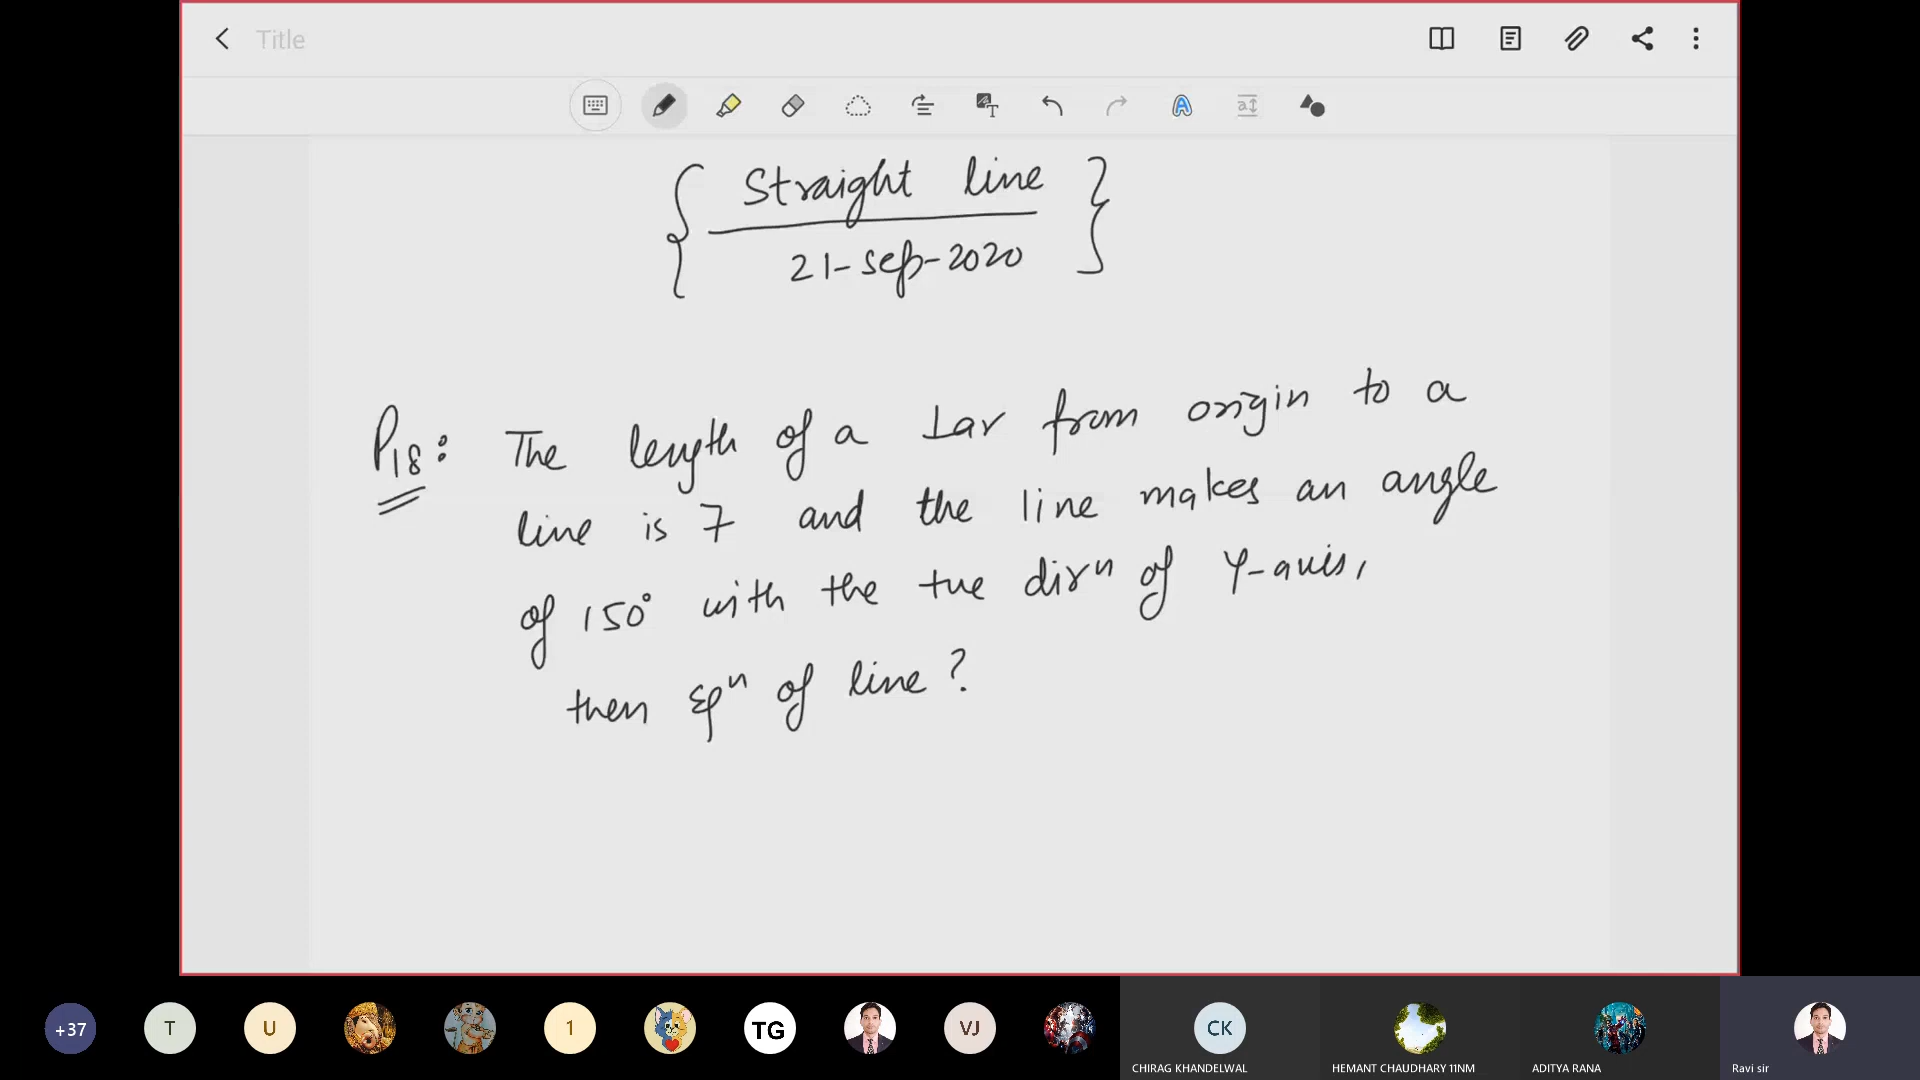 Title
Straight line
21-Sep-2020
P18: The length of a ⊥ar from origin to a
line is 7 and the line makes an angle
of 150° with the +ve dirⁿ of Y-axis,
then Eqⁿ of line?
+37
T
U
1
TG
VJ
CK
CHIRAG KHANDELWAL
HEMANT CHAUDHARY 11NM
ADITYA RANA
Ravi sir